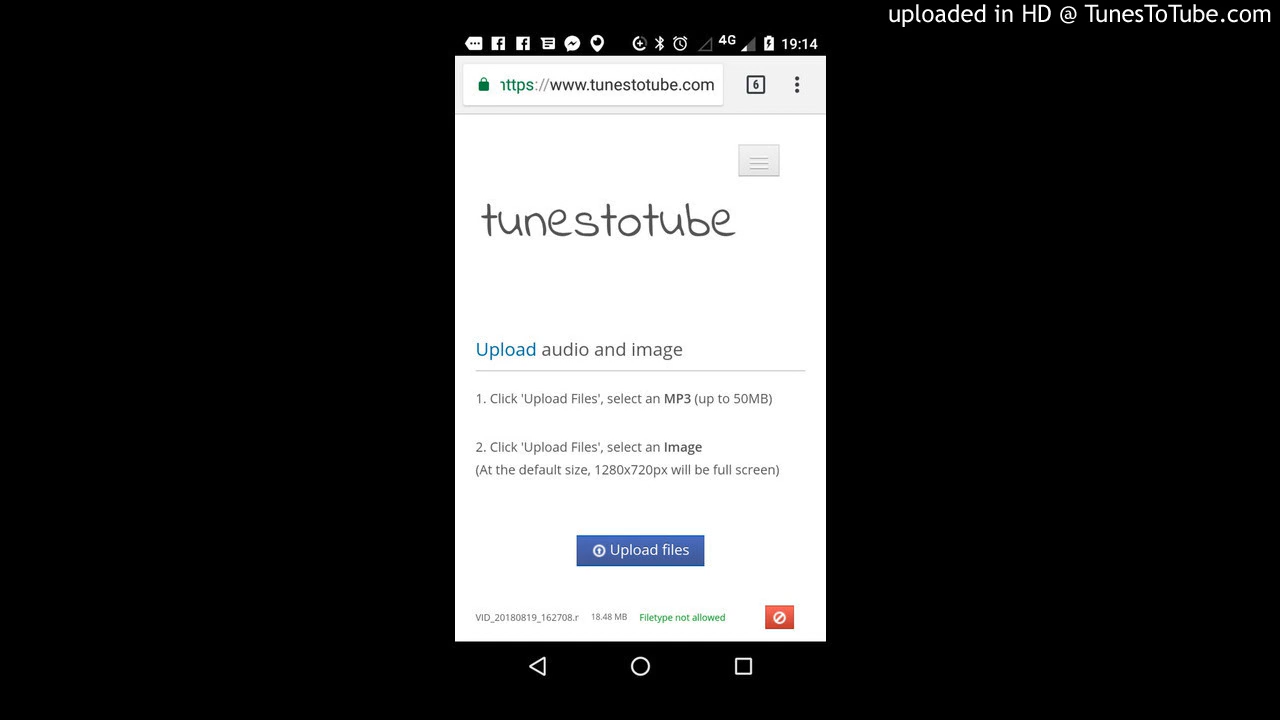 uploaded in HD @ TunesToTube.com
4G 19:14
https://www.tunestotube.com
6
tunestotube
Upload audio and image
1. Click 'Upload Files', select an MP3 (up to 50MB)
2. Click 'Upload Files', select an Image
(At the default size, 1280x720px will be full screen)
Upload files
VID_20180819_162708.r 18.48 MB Filetype not allowed